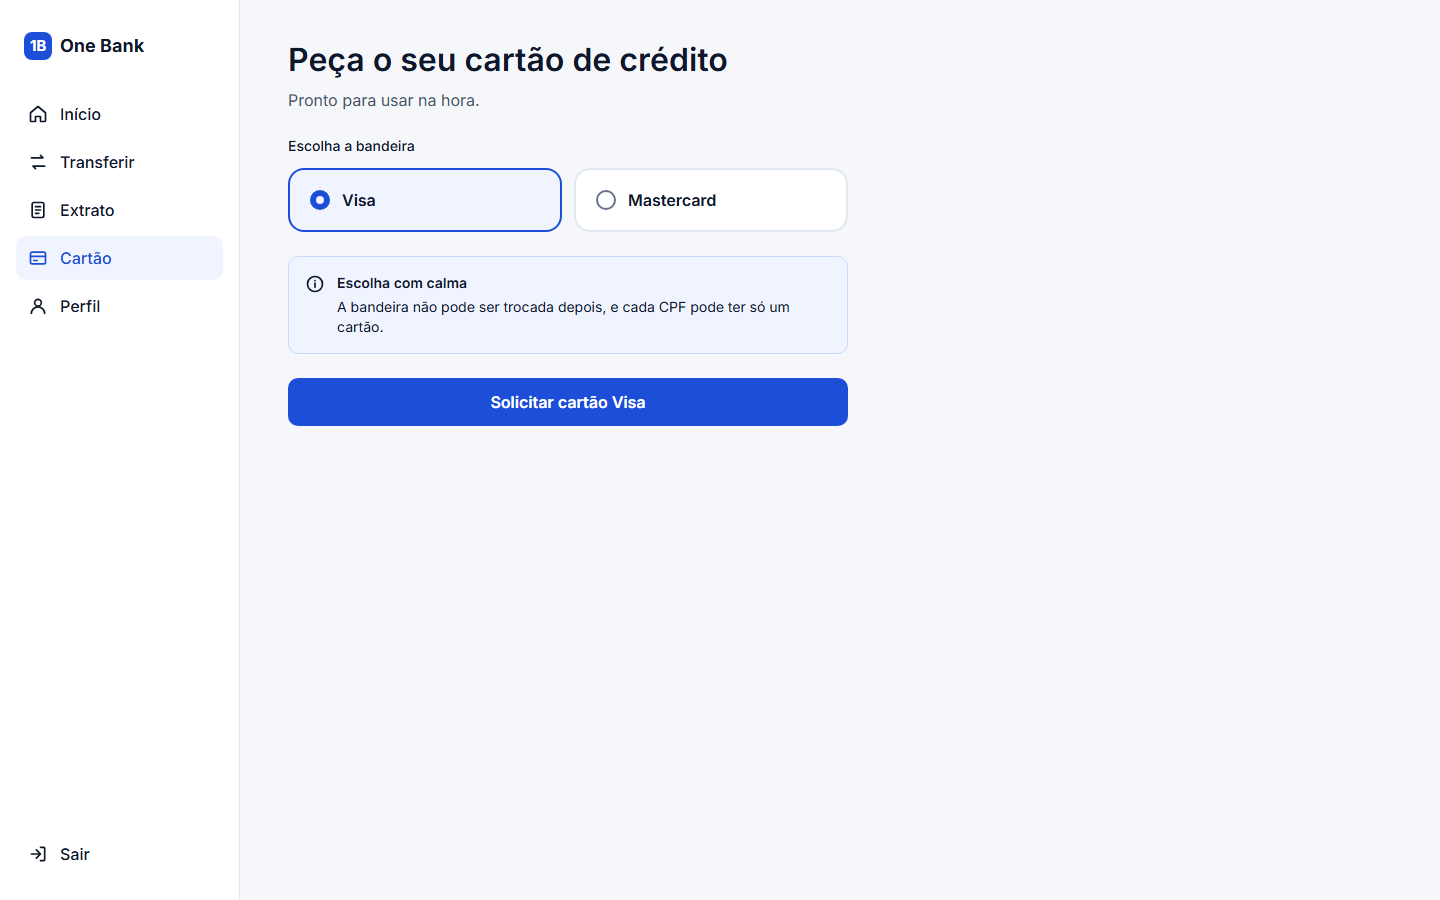 1B One Bank
Início
Transferir
Extrato
Cartão
Perfil
Sair
Peça o seu cartão de crédito
Pronto para usar na hora.
Escolha a bandeira
Visa
Mastercard
Escolha com calma
A bandeira não pode ser trocada depois, e cada CPF pode ter só um
cartão.
Solicitar cartão Visa